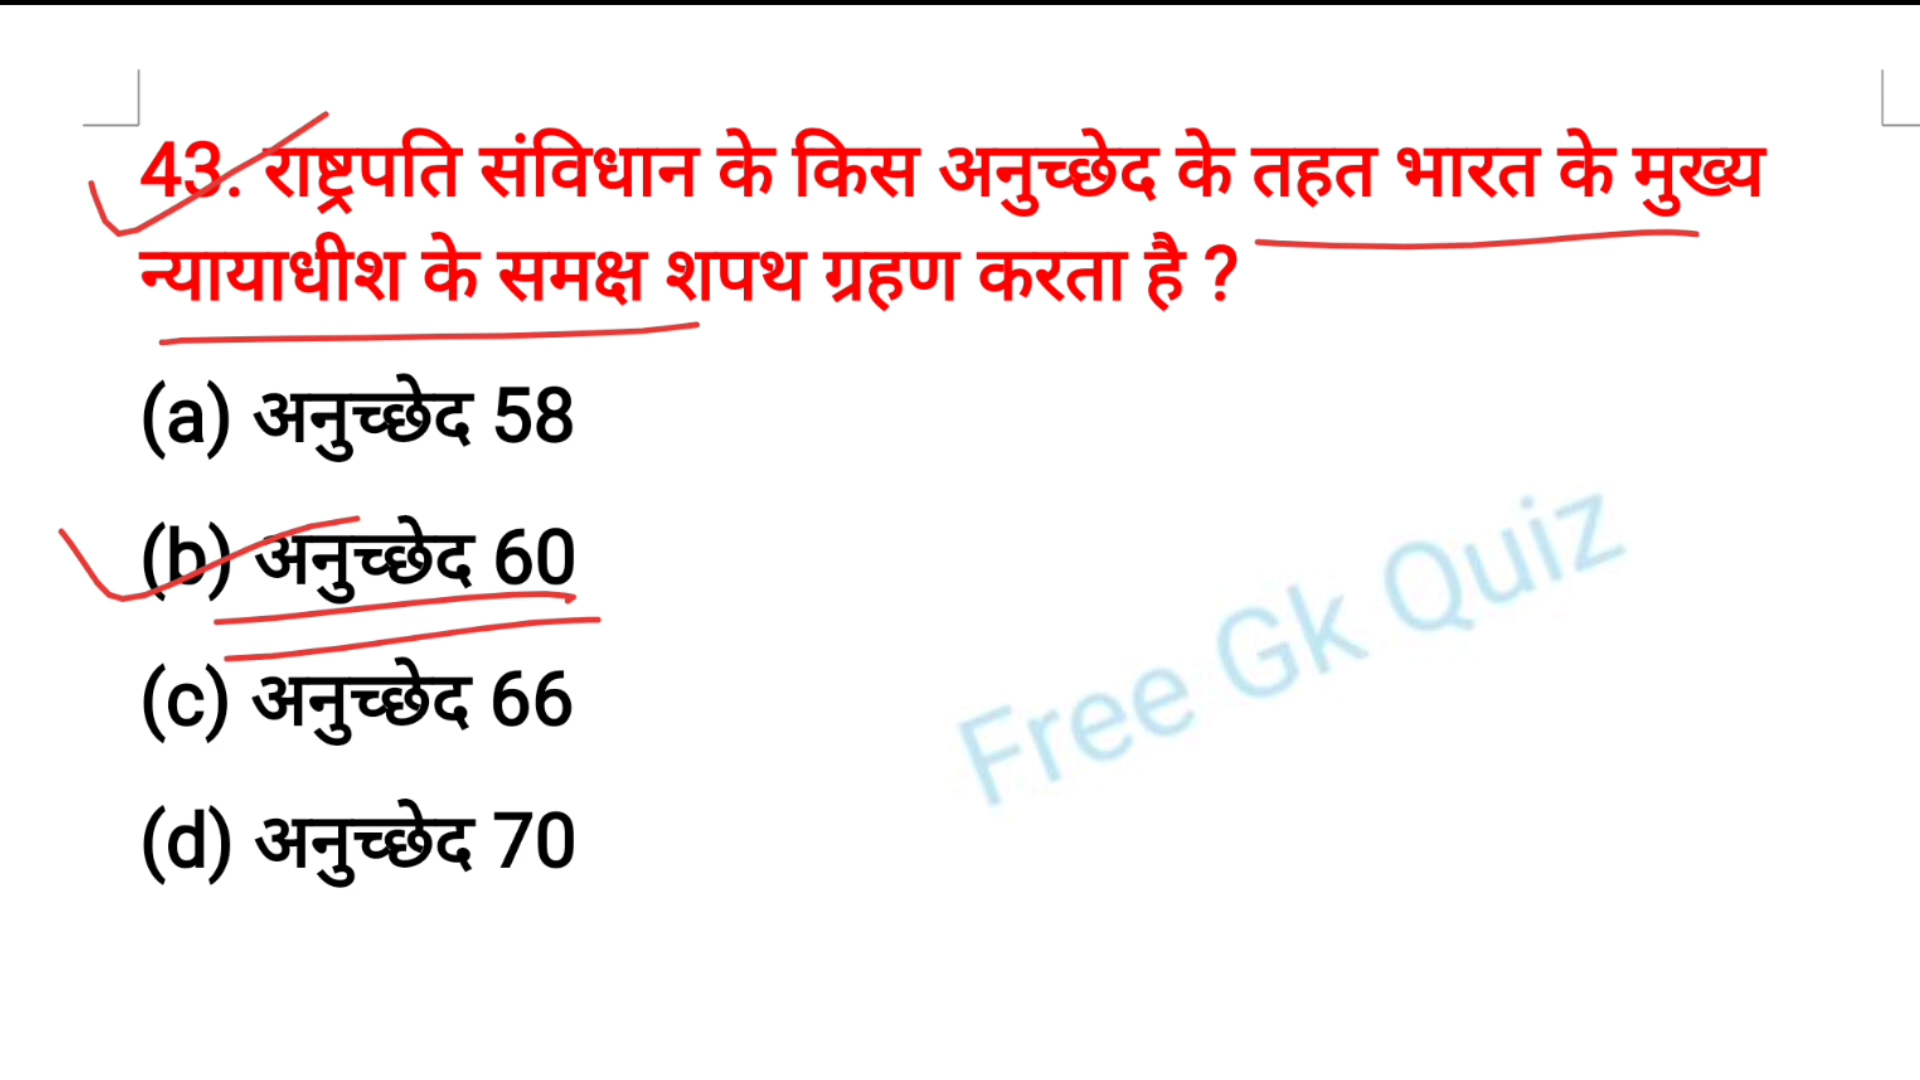 43. राष्ट्रपति संविधान के किस अनुच्छेद के तहत भारत के मुख्य
न्यायाधीश के समक्ष शपथ ग्रहण करता है ?
(a) अनुच्छेद 58
(b) अनुच्छेद 60
(c) अनुच्छेद 66
(d) अनुच्छेद 70
Free Gk Quiz